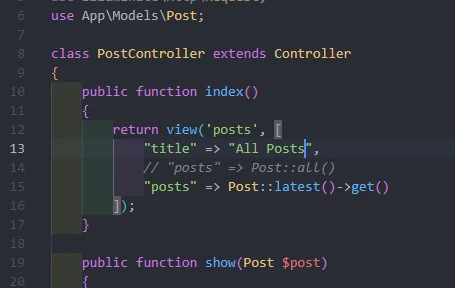 6 use App\Models\Post;
7
8 class PostController extends Controller
9 {
10 public function index()
11 {
12 return view('posts', [
13 "title" => "All Posts",
14 // "posts" => Post::all()
15 "posts" => Post::latest()->get()
16 ]);
17 }
18
19 public function show(Post $post)
20 {